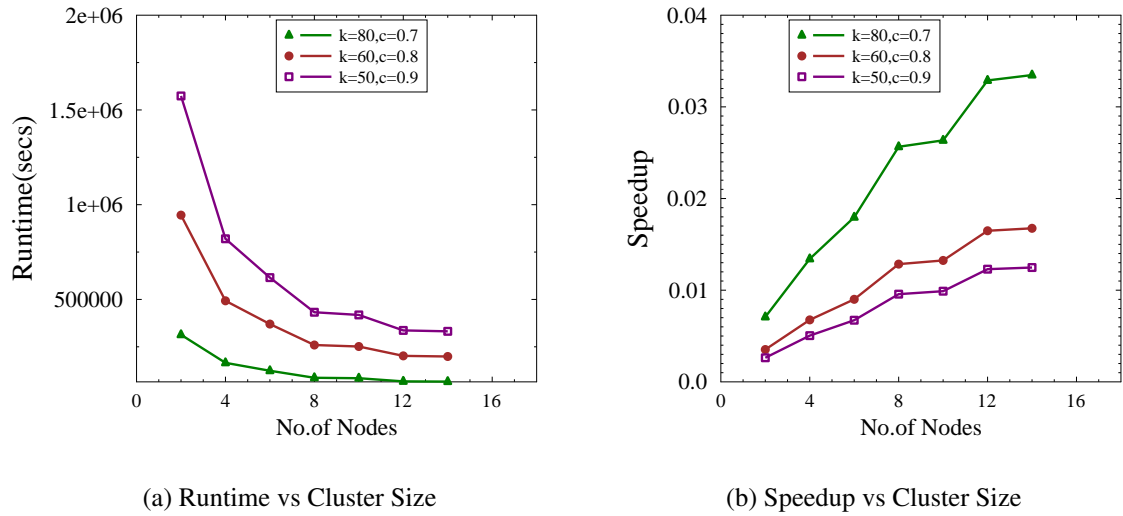 2e+06
1.5e+06
1e+06
500000
Runtime(secs)
k=80,c=0.7
k=60,c=0.8
k=50,c=0.9
0 4 8 12 16
No.of Nodes
(a) Runtime vs Cluster Size
0.04
0.03
0.02
0.01
0.0
Speedup
k=80,c=0.7
k=60,c=0.8
k=50,c=0.9
0 4 8 12 16
No.of Nodes
(b) Speedup vs Cluster Size